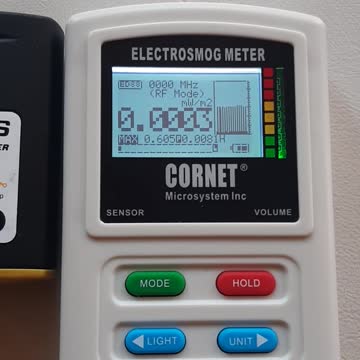 ELECTROSMOG METER
0000 MHz
(RF Mode)
mW/m2
0.0003
MAX 0.605
CORNET®
Microsystem Inc
SENSOR VOLUME
MODE HOLD
LIGHT UNIT